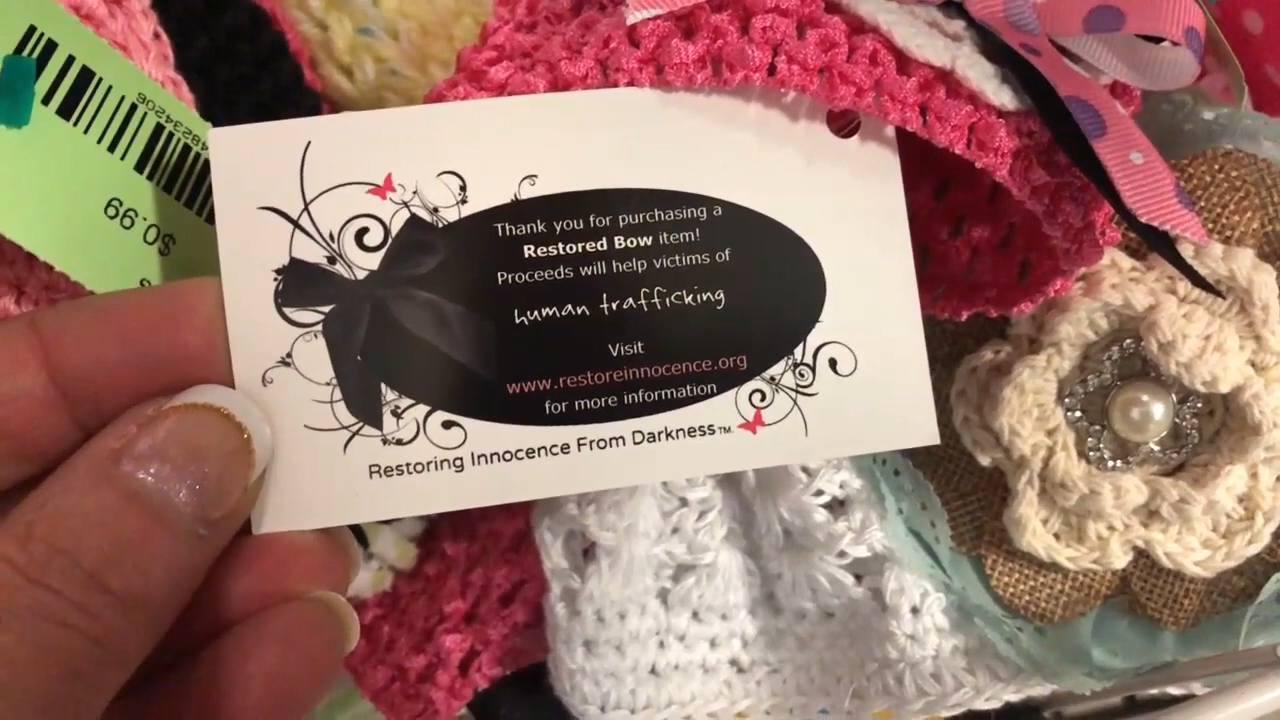 48234206
$0.99
Thank you for purchasing a
Restored Bow item!
Proceeds will help victims of
human trafficking
Visit
www.restoreinnocence.org
for more information
Restoring Innocence From Darkness™